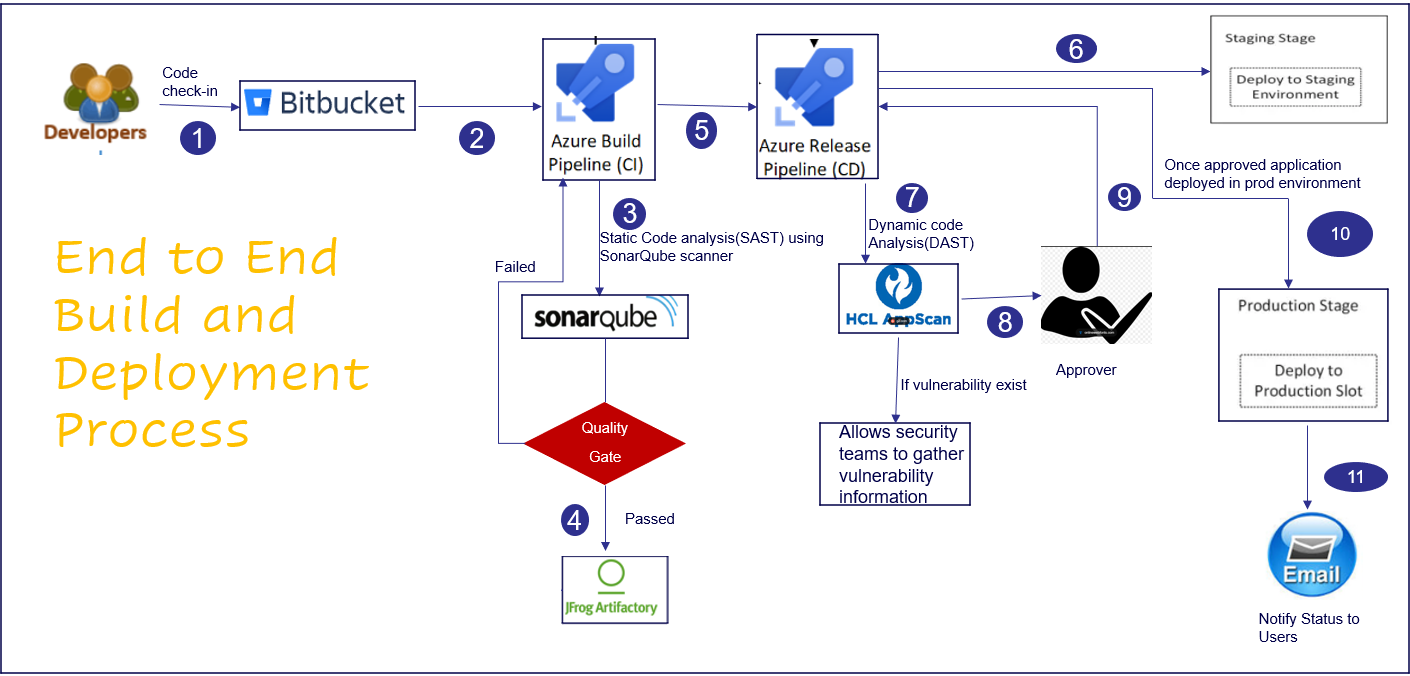 Code
check-in
Developers
1
Bitbucket
2
Azure Build
Pipeline (CI)
5
Azure Release
Pipeline (CD)
6
Staging Stage
Deploy to Staging
Environment
3
Static Code analysis(SAST) using
SonarQube scanner
Failed
sonarqube
Quality
Gate
4
Passed
JFrog Artifactory
7
Dynamic code
Analysis(DAST)
HCL AppScan
8
9
Approver
If vulnerability exist
Allows security
teams to gather
vulnerability
information
Once approved application
deployed in prod environment
10
Production Stage
Deploy to
Production Slot
11
Email
Notify Status to
Users
End to End
Build and
Deployment
Process